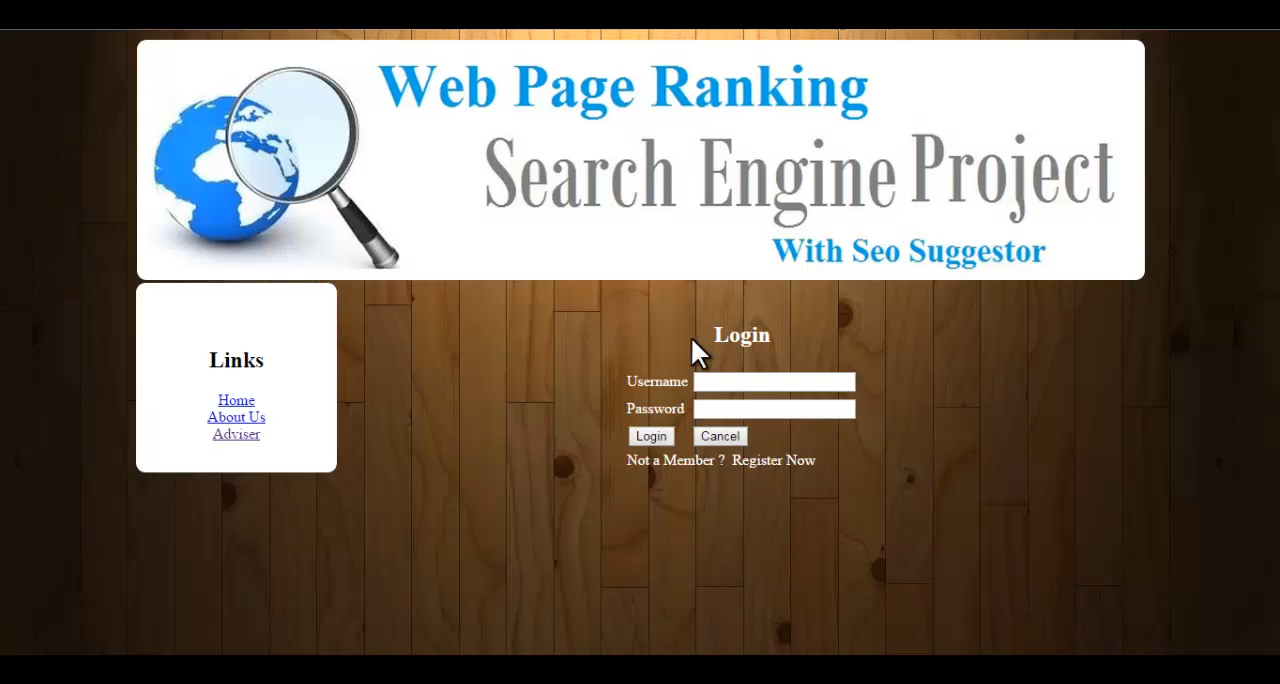 Web Page Ranking
Search Engine Project
With Seo Suggestor
Links
Home
About Us
Adviser
Login
Username
Password
Login Cancel
Not a Member ? Register Now